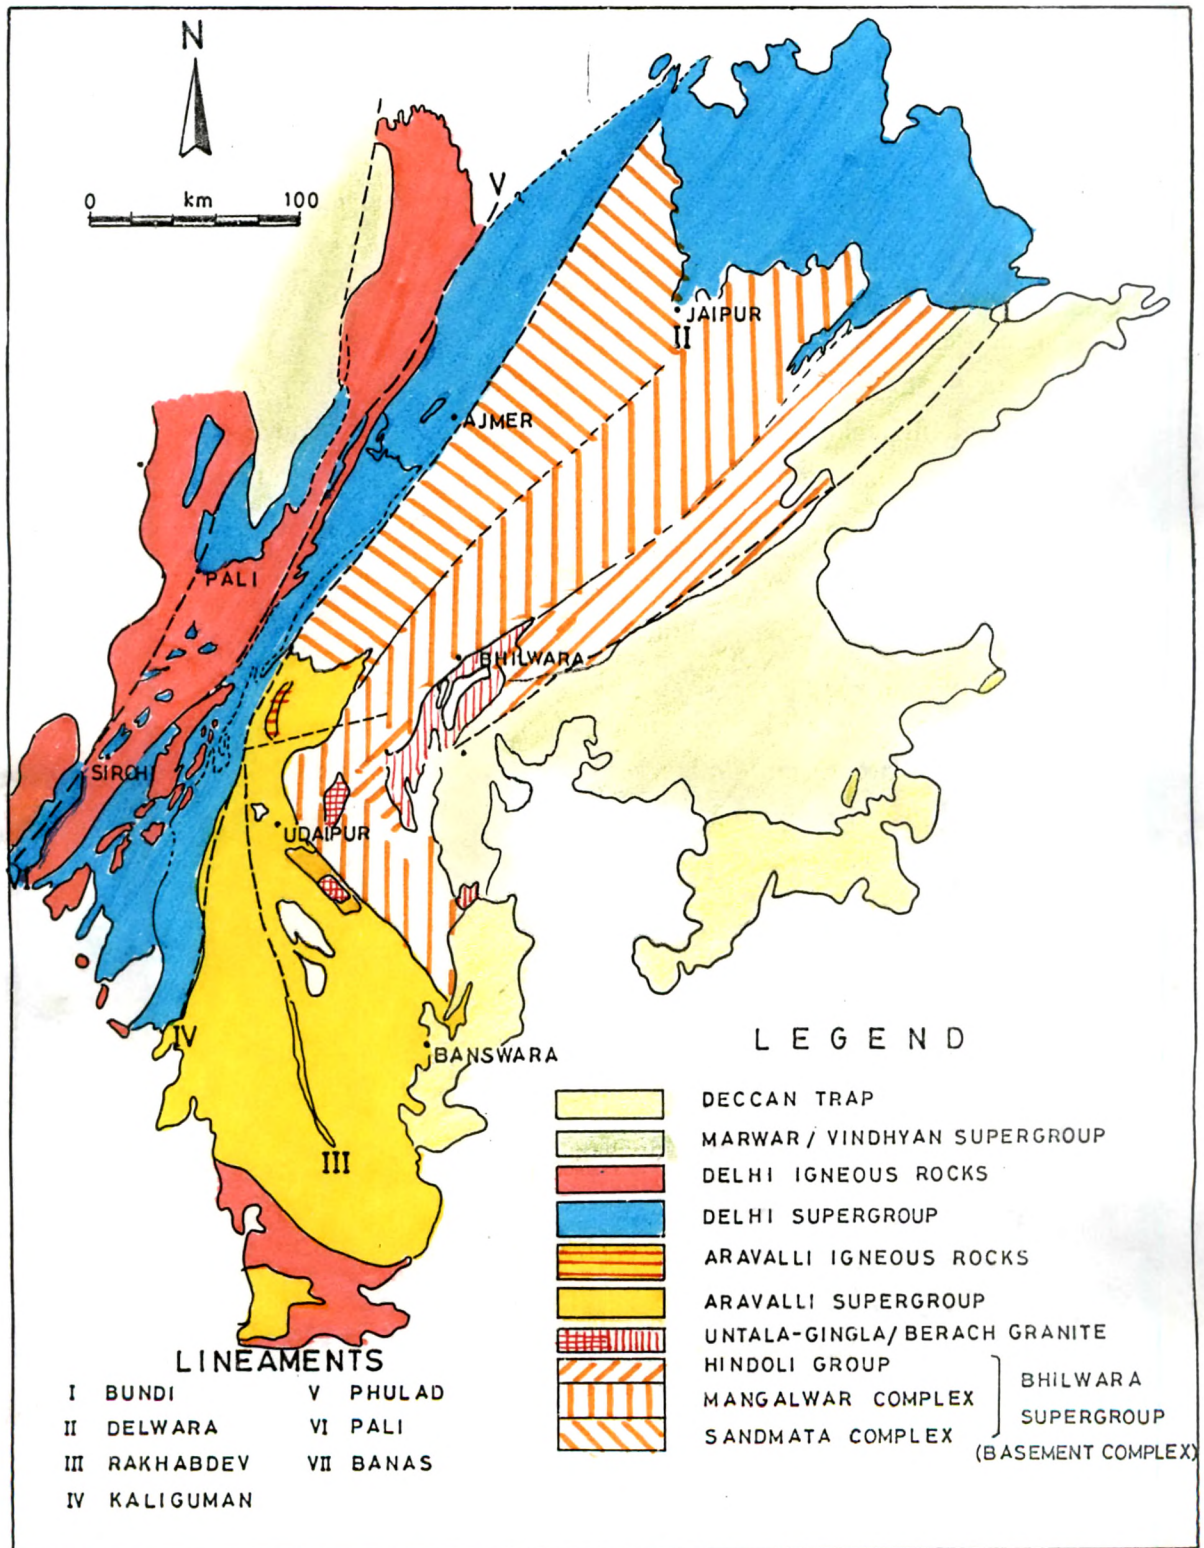 N
0 km 100
V
JAIPUR
II
AJMER
PALI
BHILWARA
SIROHI
UDAIPUR
VI
IV
BANSWARA
III
LEGEND
DECCAN TRAP
MARWAR / VINDHYAN SUPERGROUP
DELHI IGNEOUS ROCKS
DELHI SUPERGROUP
ARAVALLI IGNEOUS ROCKS
ARAVALLI SUPERGROUP
UNTALA-GINGLA/ BERACH GRANITE
HINDOLI GROUP
MANGALWAR COMPLEX
SANDMATA COMPLEX
BHILWARA
SUPERGROUP
(BASEMENT COMPLEX)
LINEAMENTS
I BUNDI
II DELWARA
III RAKHABDEV
IV KALIGUMAN
V PHULAD
VI PALI
VII BANAS